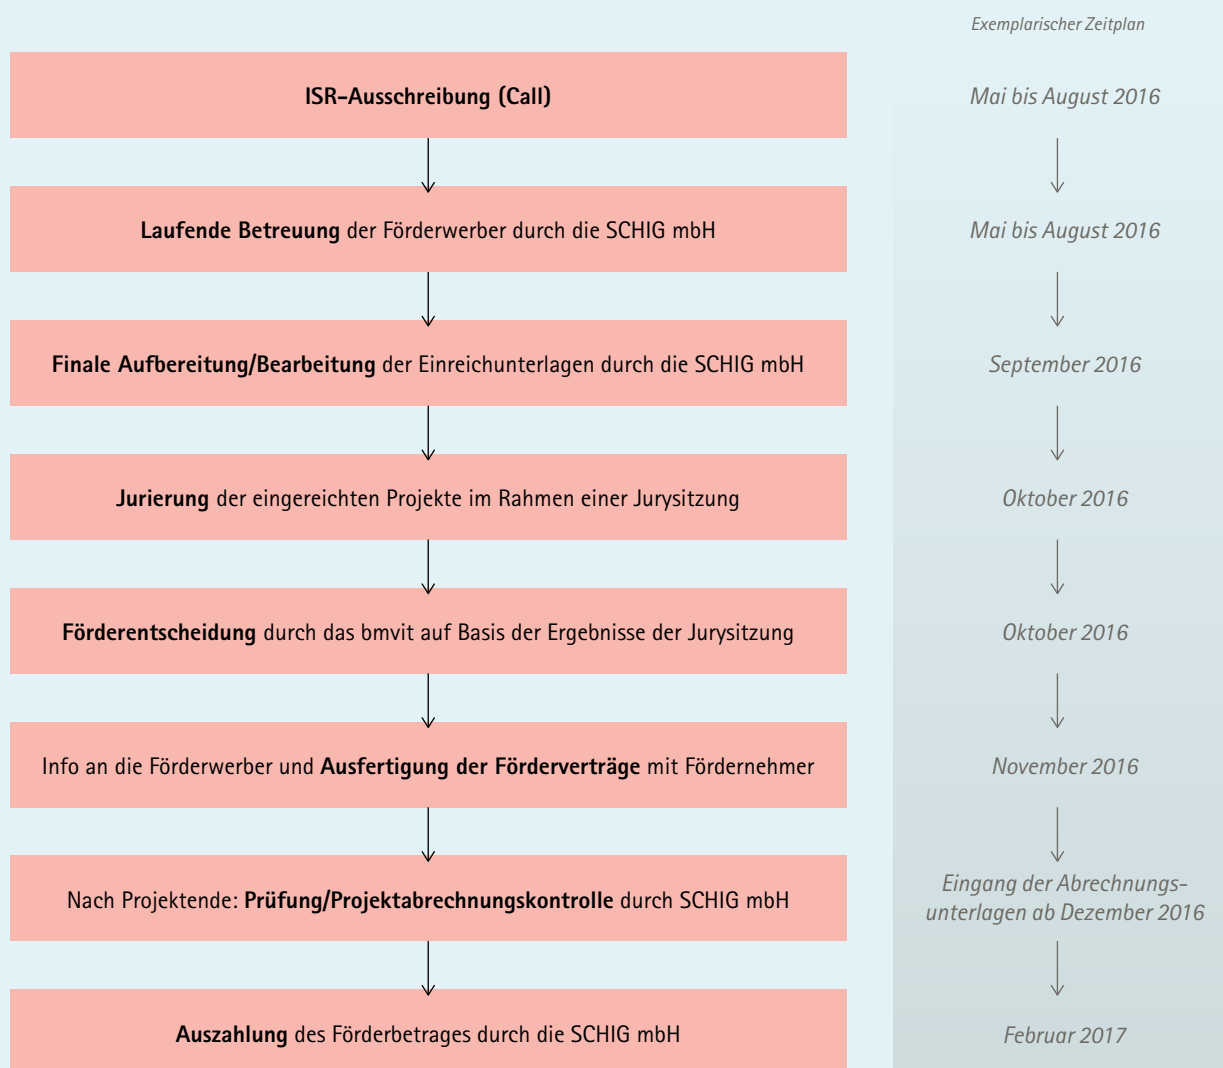 Exemplarischer Zeitplan
ISR-Ausschreibung (Call)
Mai bis August 2016
Laufende Betreuung der Förderwerber durch die SCHIG mbH
Mai bis August 2016
Finale Aufbereitung/Bearbeitung der Einreichunterlagen durch die SCHIG mbH
September 2016
Jurierung der eingereichten Projekte im Rahmen einer Jurysitzung
Oktober 2016
Förderentscheidung durch das bmvit auf Basis der Ergebnisse der Jurysitzung
Oktober 2016
Info an die Förderwerber und Ausfertigung der Förderverträge mit Fördernehmer
November 2016
Nach Projektende: Prüfung/Projektabrechnungskontrolle durch SCHIG mbH
Eingang der Abrechnungs-
unterlagen ab Dezember 2016
Auszahlung des Förderbetrages durch die SCHIG mbH
Februar 2017